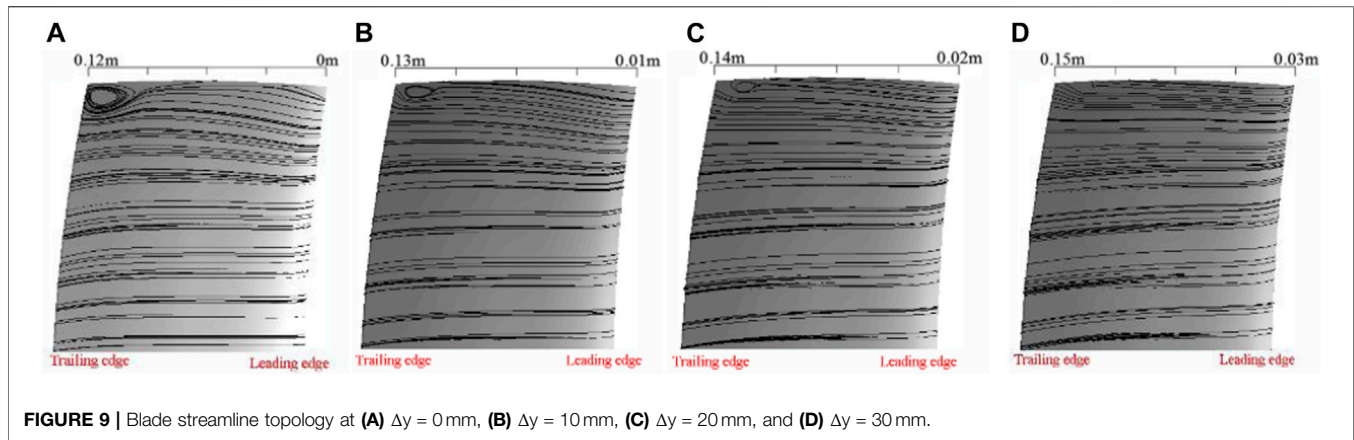 A
B
C
D
0.12m 0m
0.13m 0.01m
0.14m 0.02m
0.15m 0.03m
Trailing edge Leading edge
Trailing edge Leading edge
Trailing edge Leading edge
Trailing edge Leading edge
FIGURE 9 | Blade streamline topology at (A) Δy = 0 mm, (B) Δy = 10 mm, (C) Δy = 20 mm, and (D) Δy = 30 mm.